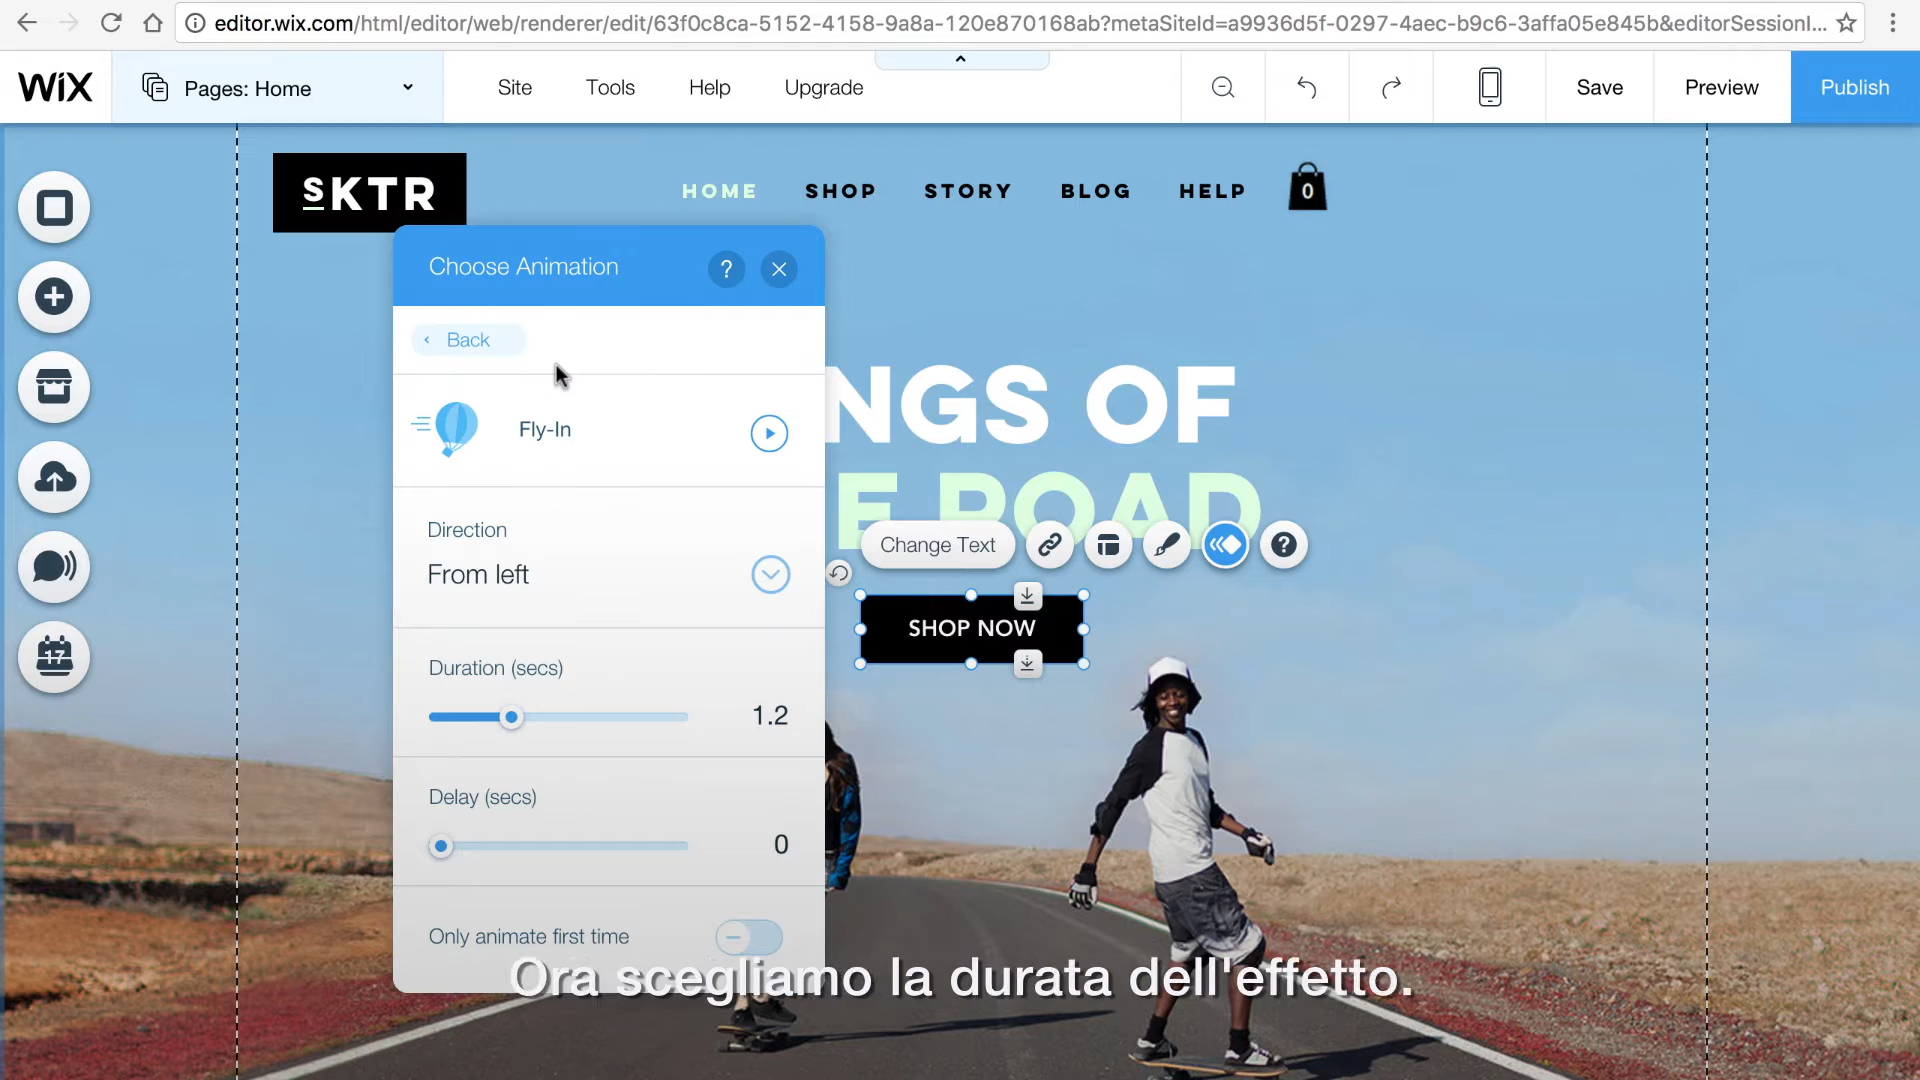 editor.wix.com/html/editor/web/renderer/edit/63f0c8ca-5152-4158-9a8a-120e870168ab?metaSiteId=a9936d5f-0297-4aec-b9c6-3affa05e845b&editorSessionI...
WiX
Pages: Home
Site
Tools
Help
Upgrade
Save
Preview
Publish
SKTR
HOME
SHOP
STORY
BLOG
HELP
0
Choose Animation
?
Back
Fly-In
NGS OF
E ROAD
Direction
From left
Change Text
?
SHOP NOW
17
Duration (secs)
1.2
Delay (secs)
0
Only animate first time
Ora scegliamo la durata dell'effetto.